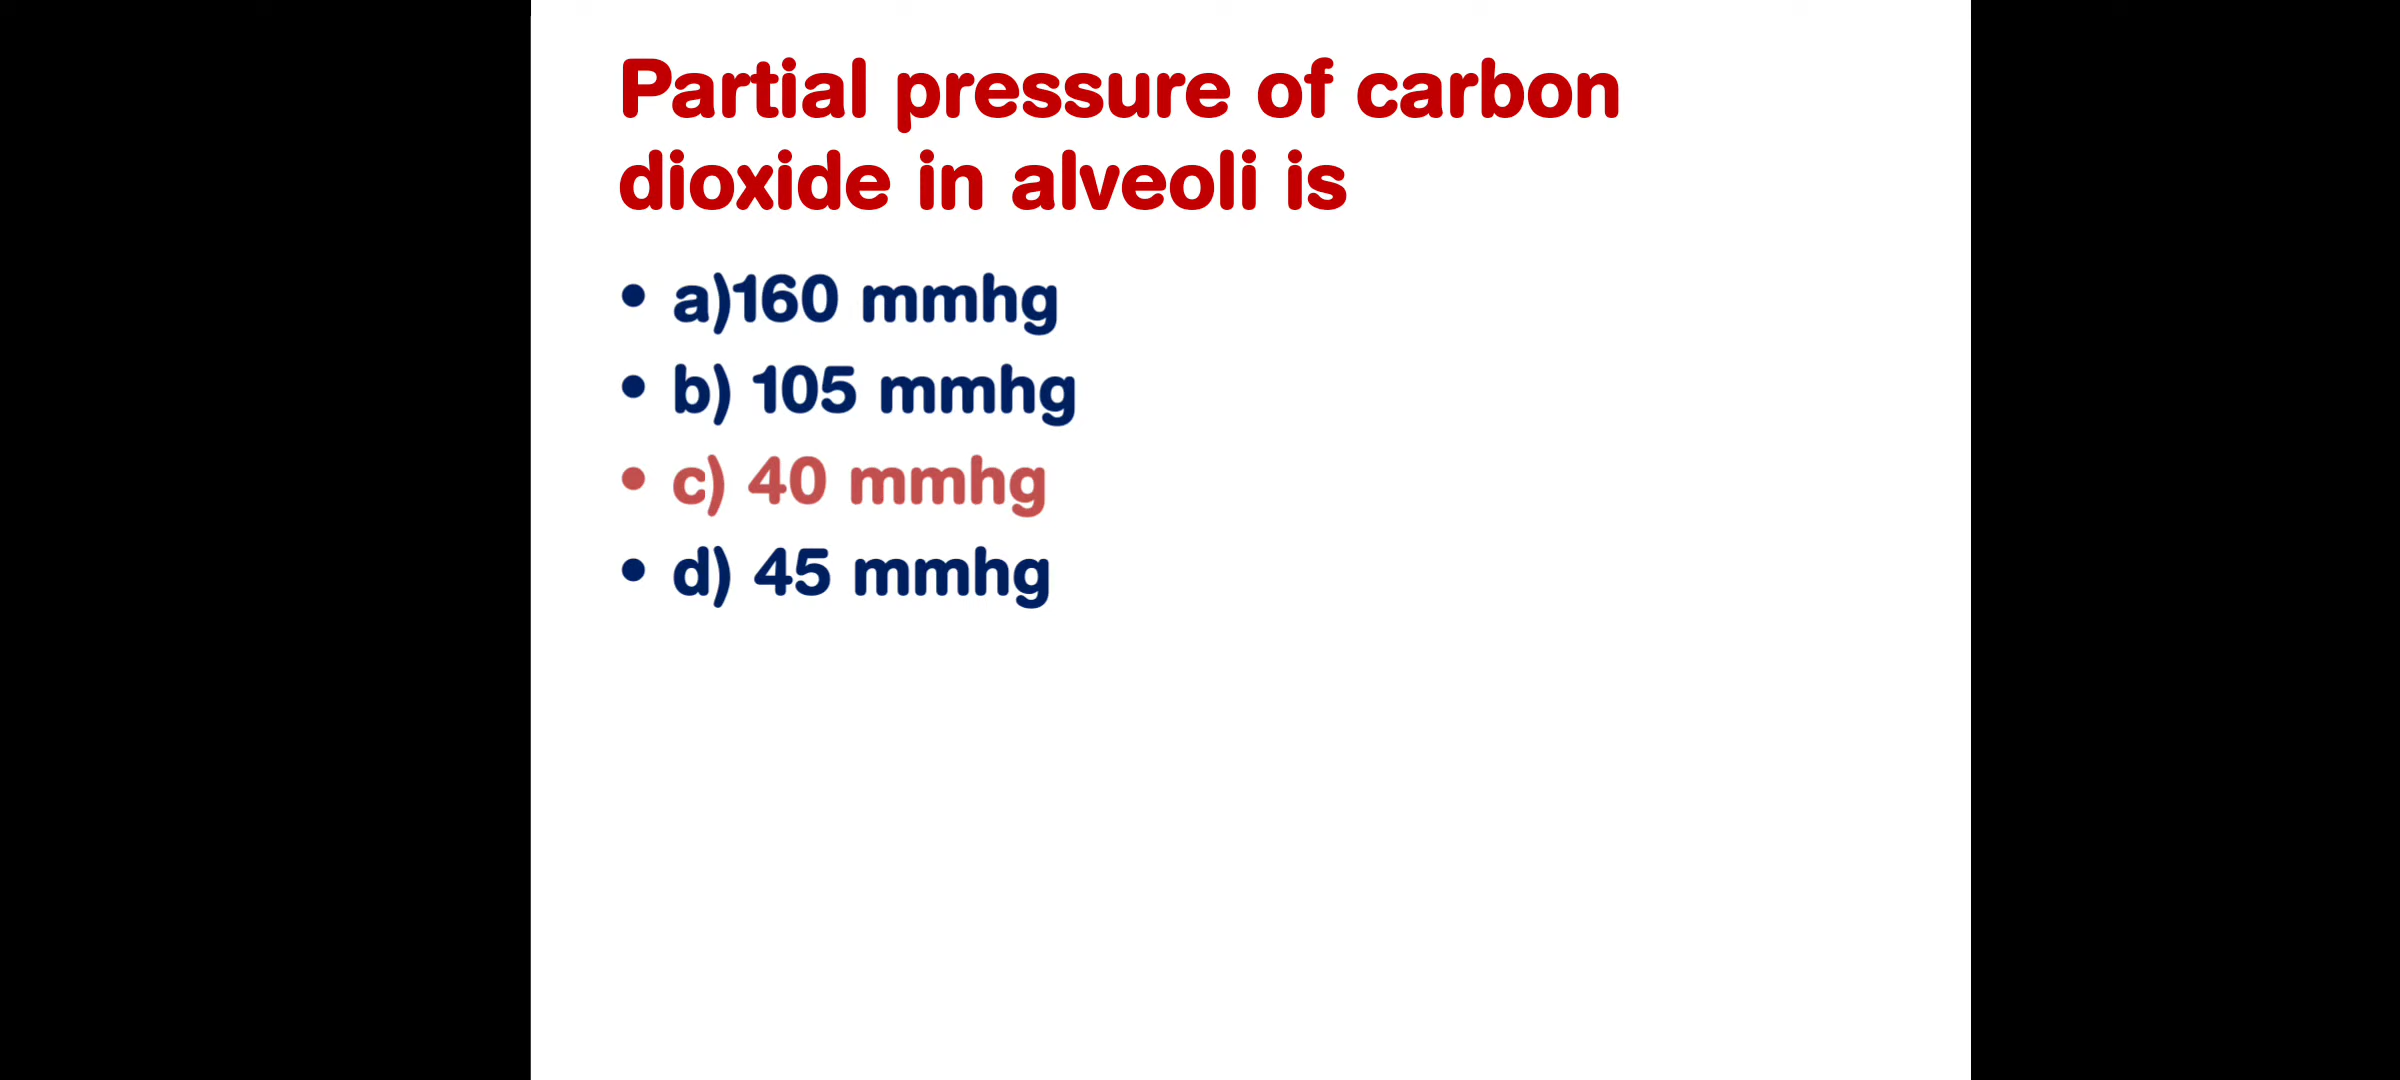 Partial pressure of carbon
dioxide in alveoli is
• a)160 mmhg
• b) 105 mmhg
• c) 40 mmhg
• d) 45 mmhg